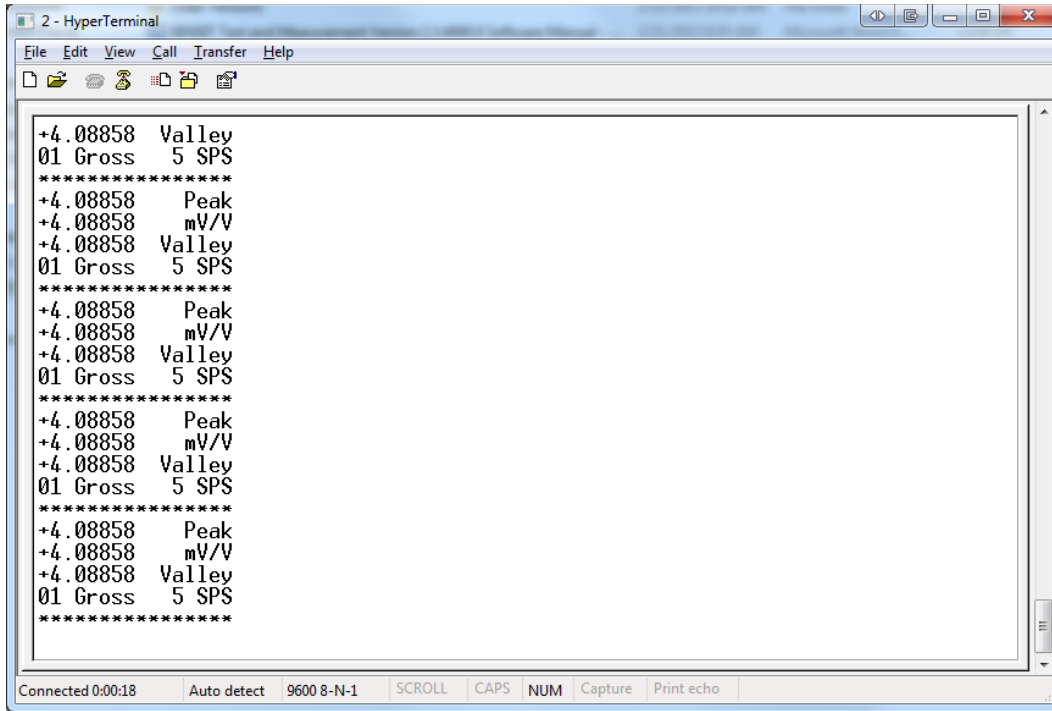 2 - HyperTerminal
File Edit View Call Transfer Help
+4.08858  Valley
01 Gross   5 SPS
****************
+4.08858    Peak
+4.08858    mV/V
+4.08858  Valley
01 Gross   5 SPS
****************
+4.08858    Peak
+4.08858    mV/V
+4.08858  Valley
01 Gross   5 SPS
****************
+4.08858    Peak
+4.08858    mV/V
+4.08858  Valley
01 Gross   5 SPS
****************
+4.08858    Peak
+4.08858    mV/V
+4.08858  Valley
01 Gross   5 SPS
****************
Connected 0:00:18 Auto detect 9600 8-N-1 SCROLL CAPS NUM Capture Print echo